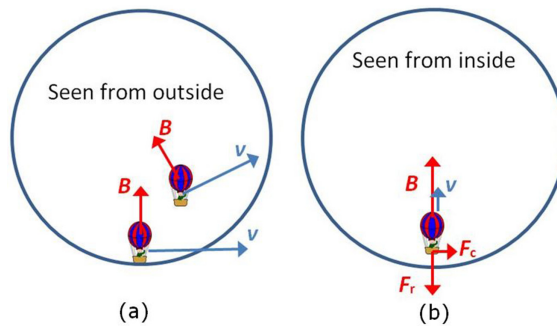 Seen from outside
B
v
B
v
(a)
Seen from inside
B
v
Fc
Fr
(b)